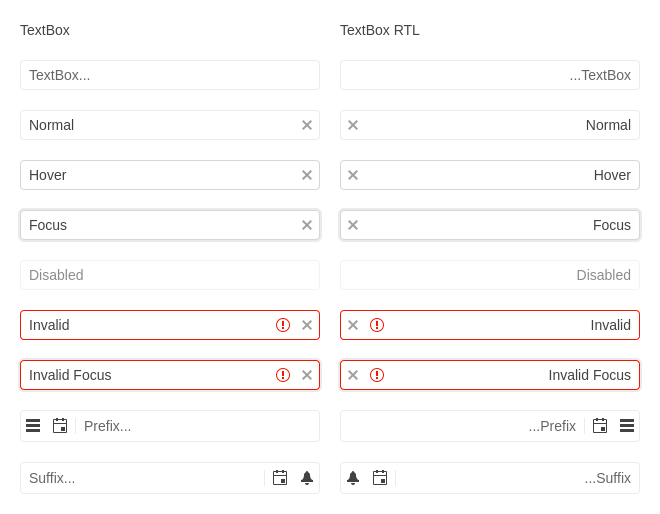 TextBox
TextBox RTL
TextBox...
...TextBox
Normal
Normal
Hover
Hover
Focus
Focus
Disabled
Disabled
Invalid
Invalid
Invalid Focus
Invalid Focus
Prefix...
...Prefix
Suffix...
...Suffix